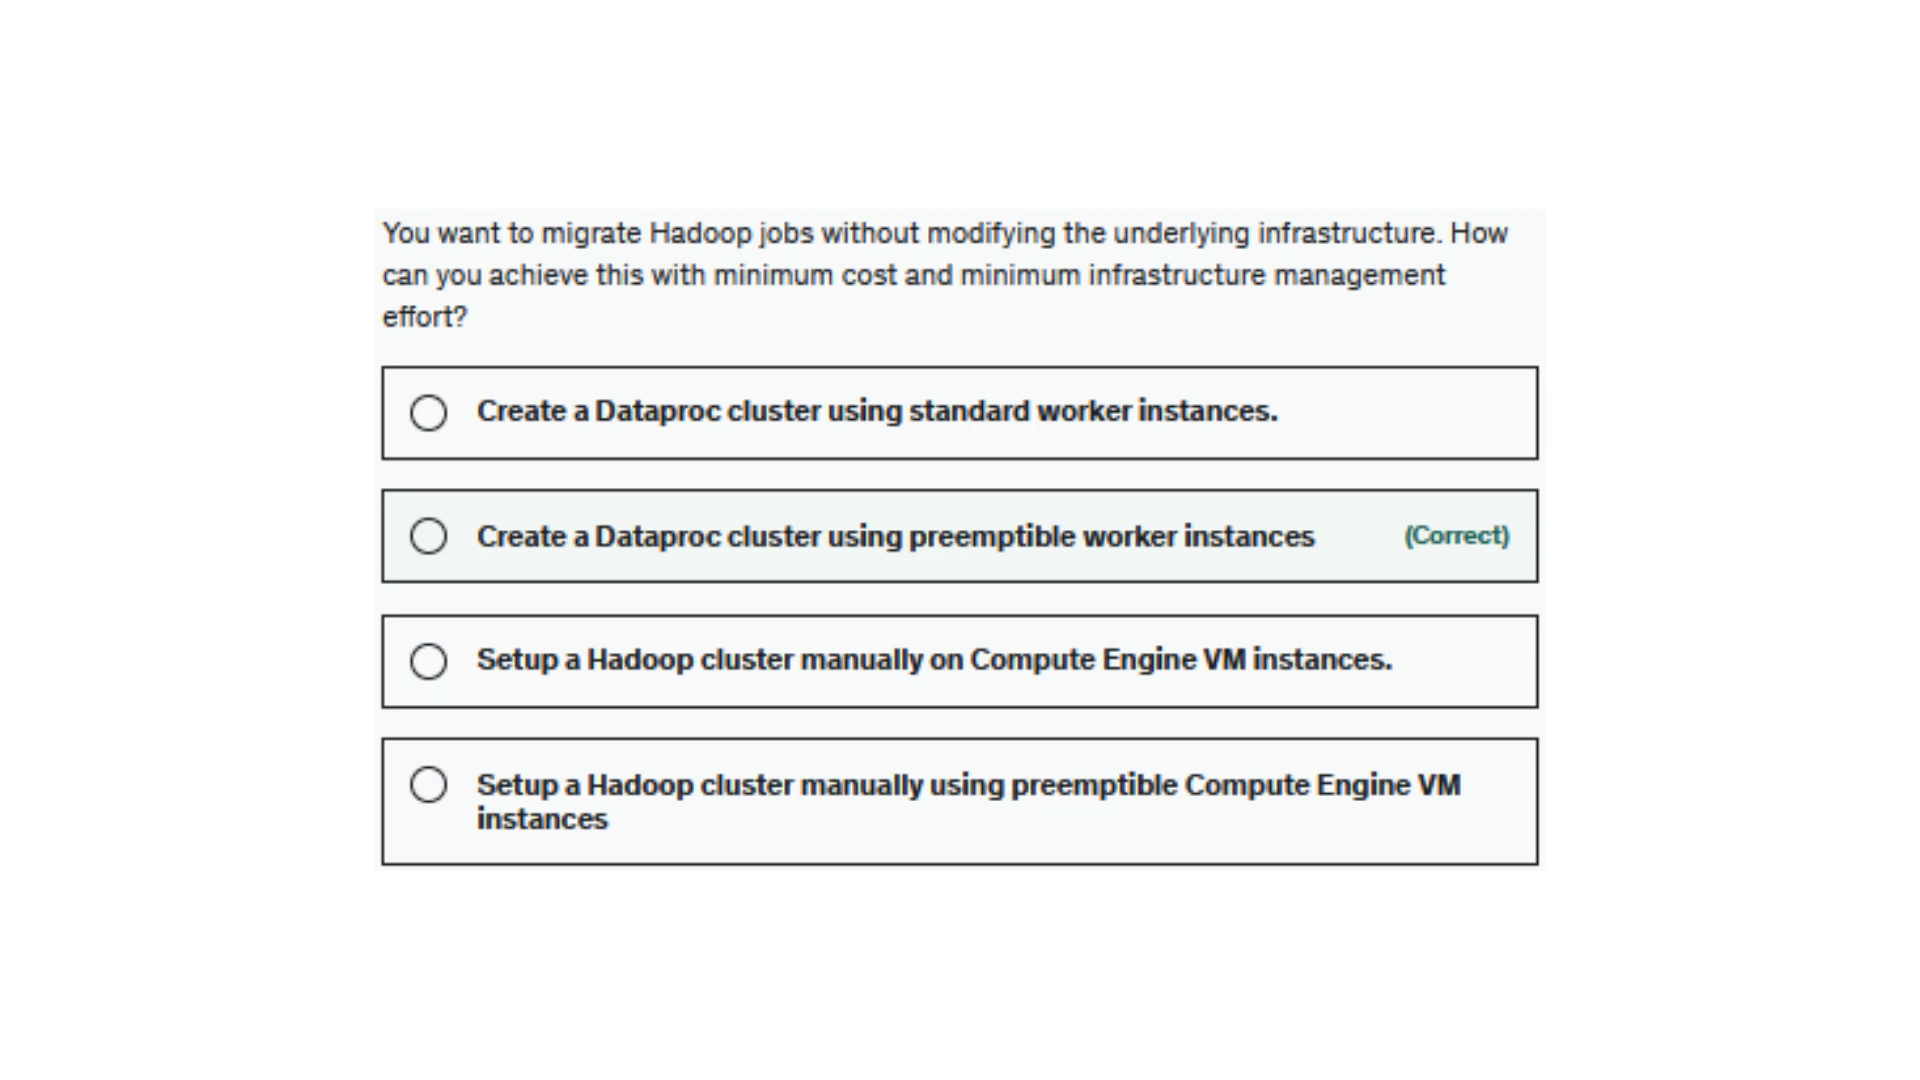 You want to migrate Hadoop jobs without modifying the underlying infrastructure. How
can you achieve this with minimum cost and minimum infrastructure management
effort?
Create a Dataproc cluster using standard worker instances.
Create a Dataproc cluster using preemptible worker instances (Correct)
Setup a Hadoop cluster manually on Compute Engine VM instances.
Setup a Hadoop cluster manually using preemptible Compute Engine VM
instances